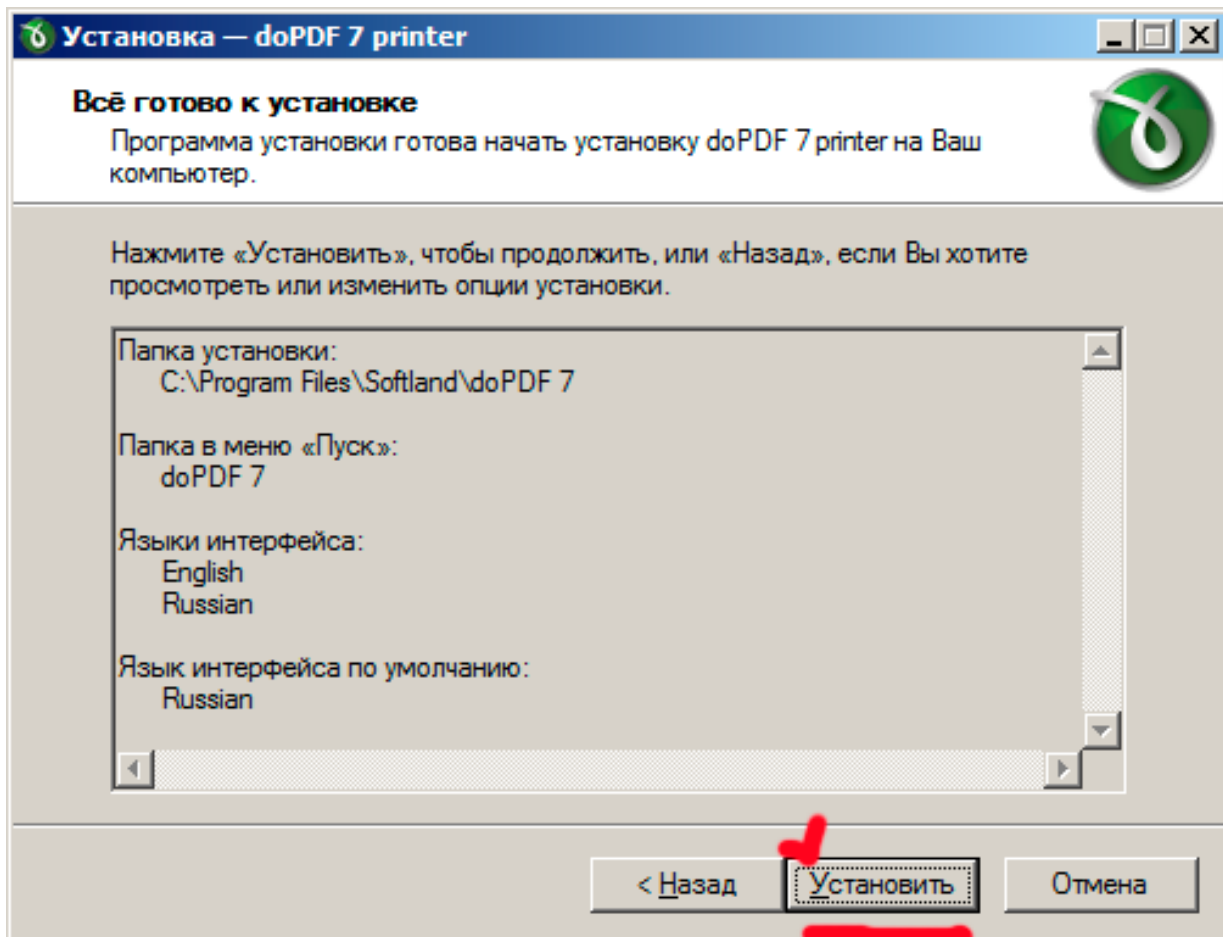 Установка — doPDF 7 printer
Всё готово к установке
Программа установки готова начать установку doPDF 7 printer на Ваш
компьютер.
Нажмите «Установить», чтобы продолжить, или «Назад», если Вы хотите
просмотреть или изменить опции установки.
Папка установки:
C:\Program Files\Softland\doPDF 7
Папка в меню «Пуск»:
doPDF 7
Языки интерфейса:
English
Russian
Язык интерфейса по умолчанию:
Russian
< Назад Установить Отмена